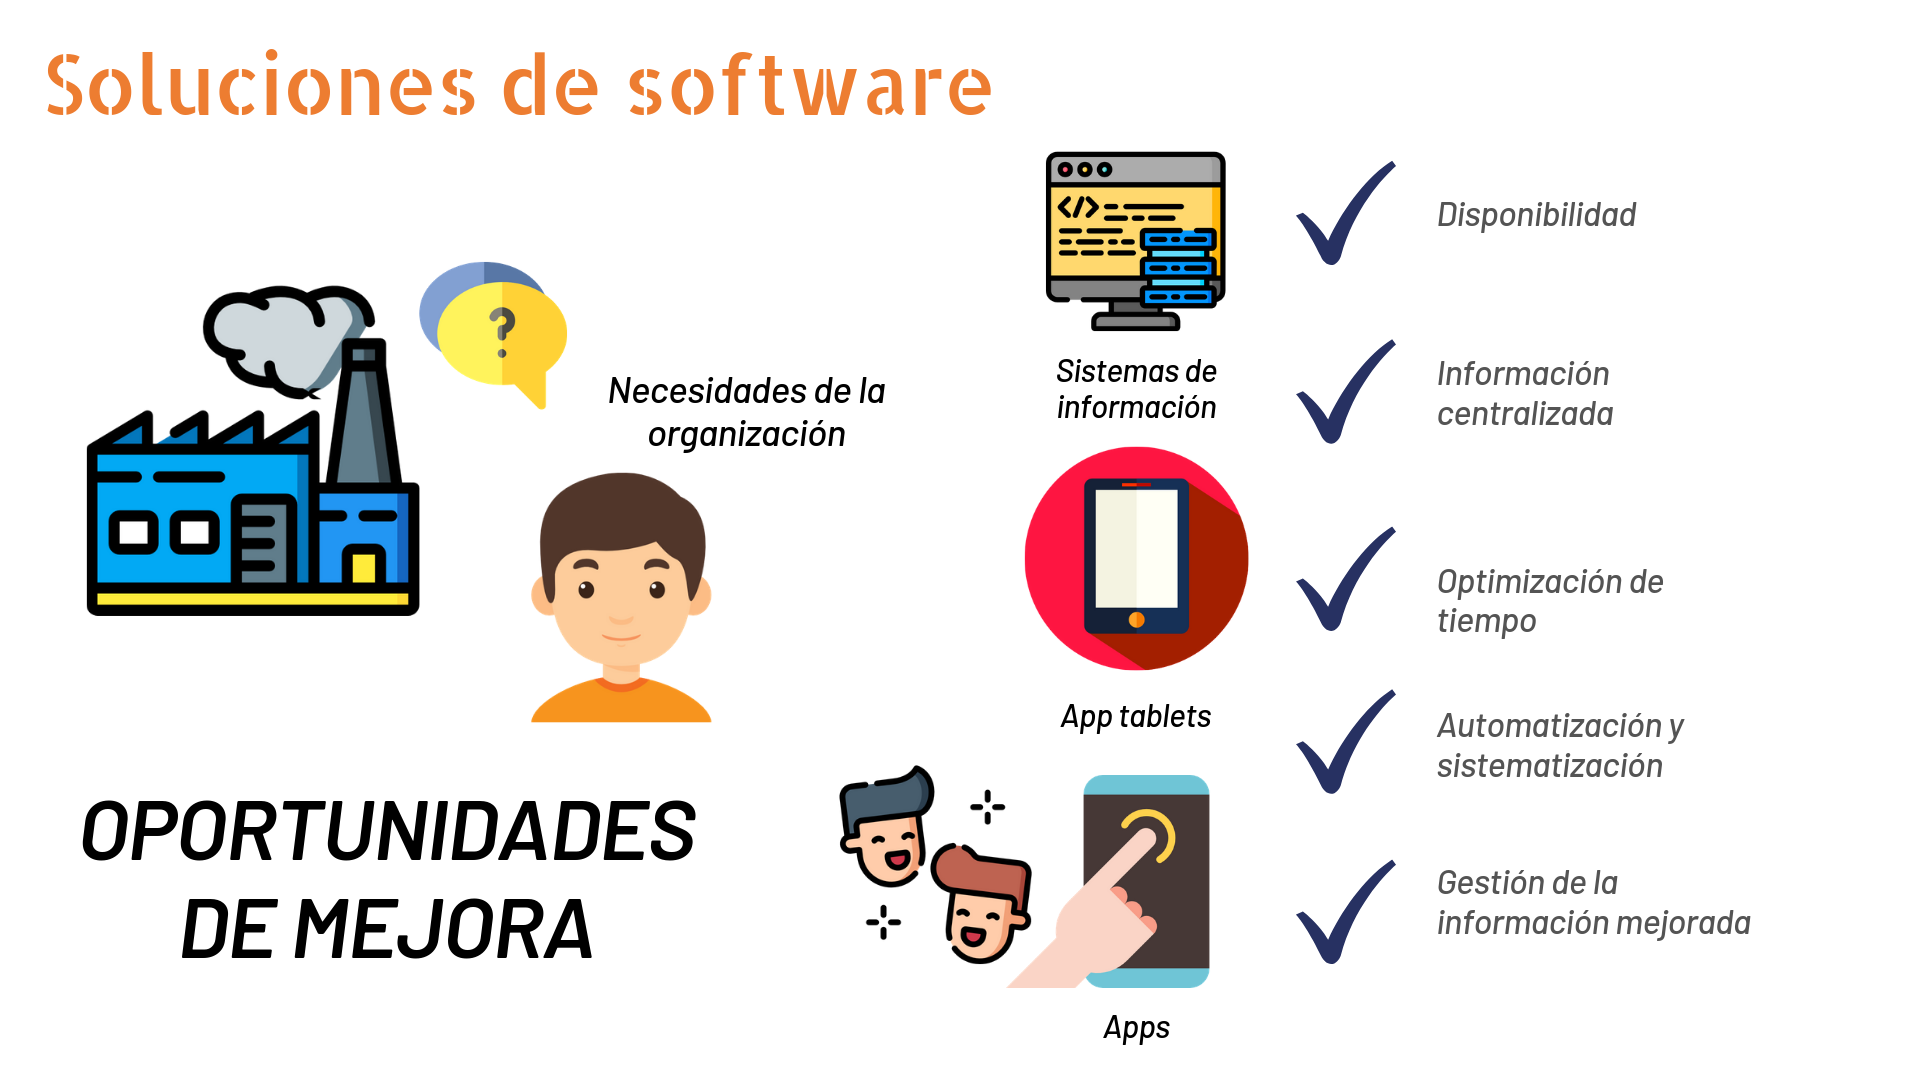 Soluciones de software
Necesidades de la
organización
OPORTUNIDADES
DE MEJORA
?
</>
Sistemas de
información
App tablets
Apps
Disponibilidad
Información
centralizada
Optimización de
tiempo
Automatización y
sistematización
Gestión de la
información mejorada